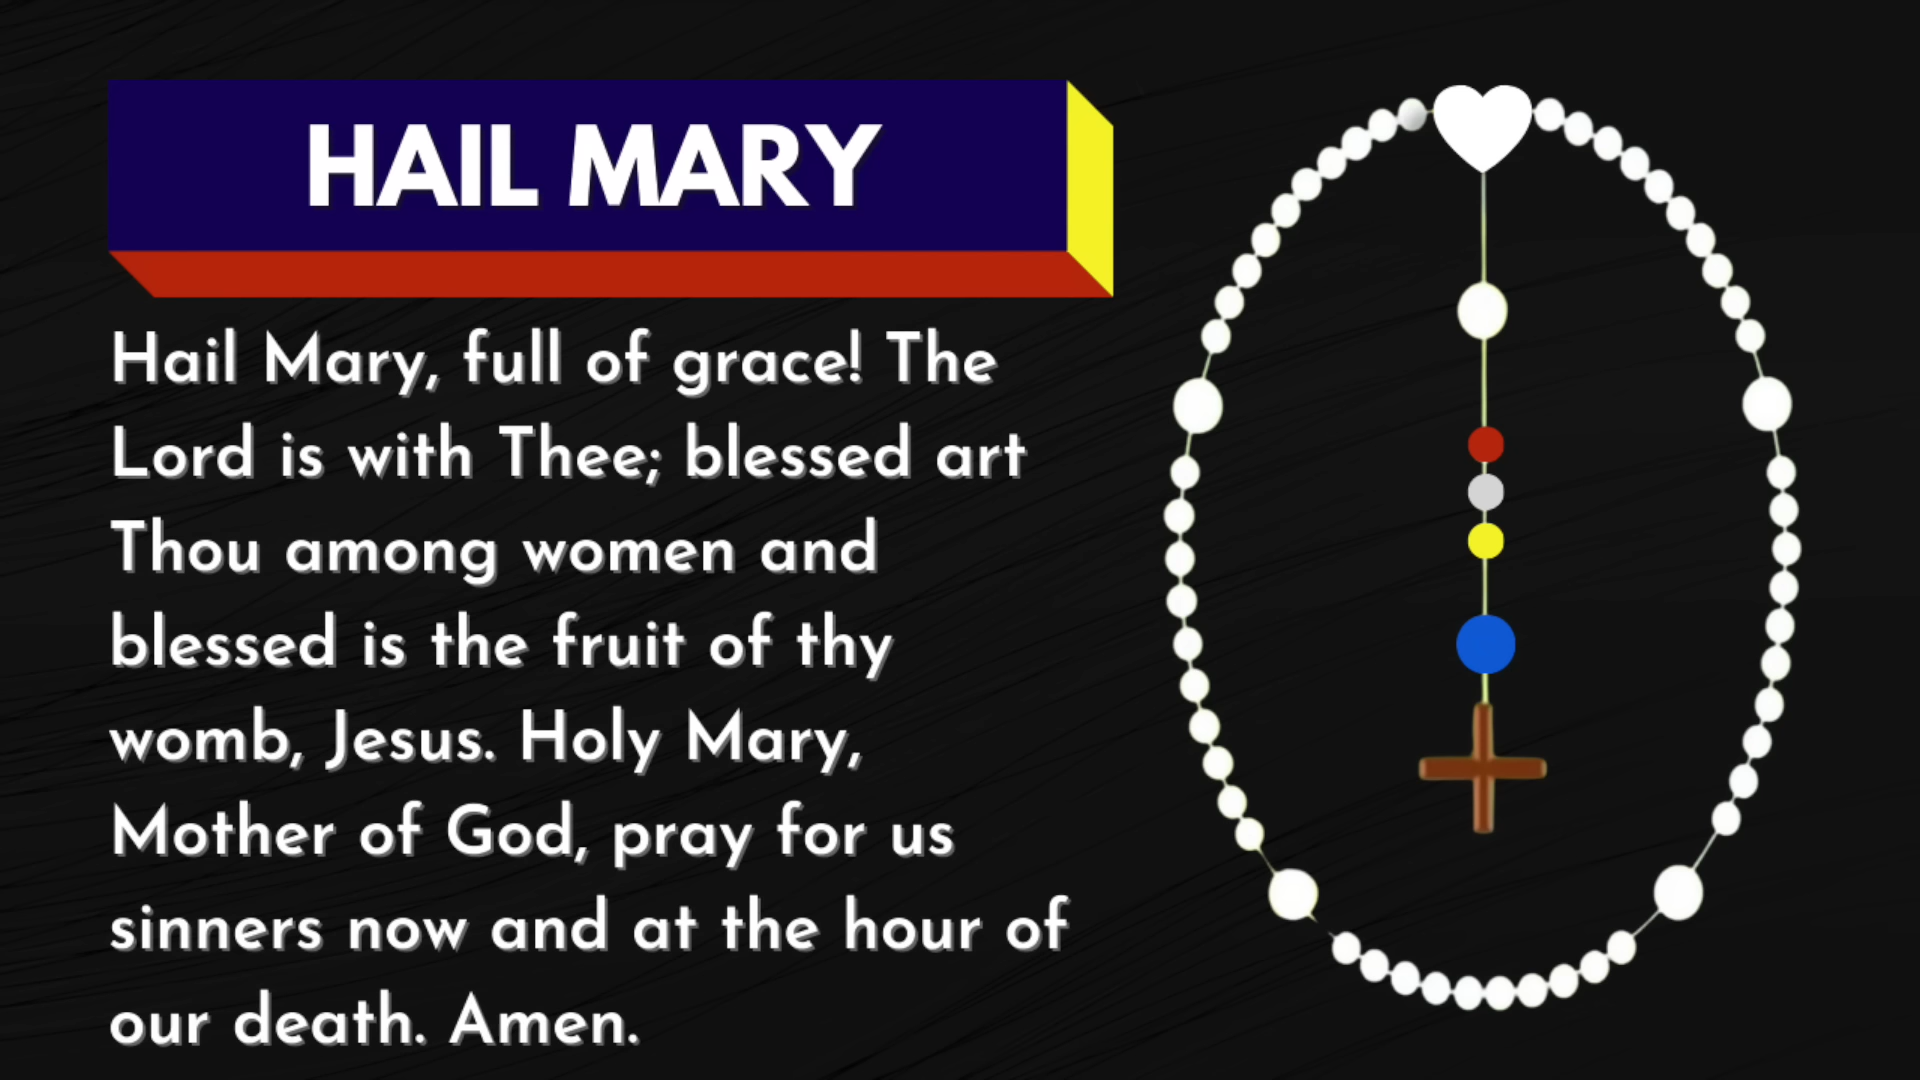 HAIL MARY
Hail Mary, full of grace! The
Lord is with Thee; blessed art
Thou among women and
blessed is the fruit of thy
womb, Jesus. Holy Mary,
Mother of God, pray for us
sinners now and at the hour of
our death. Amen.